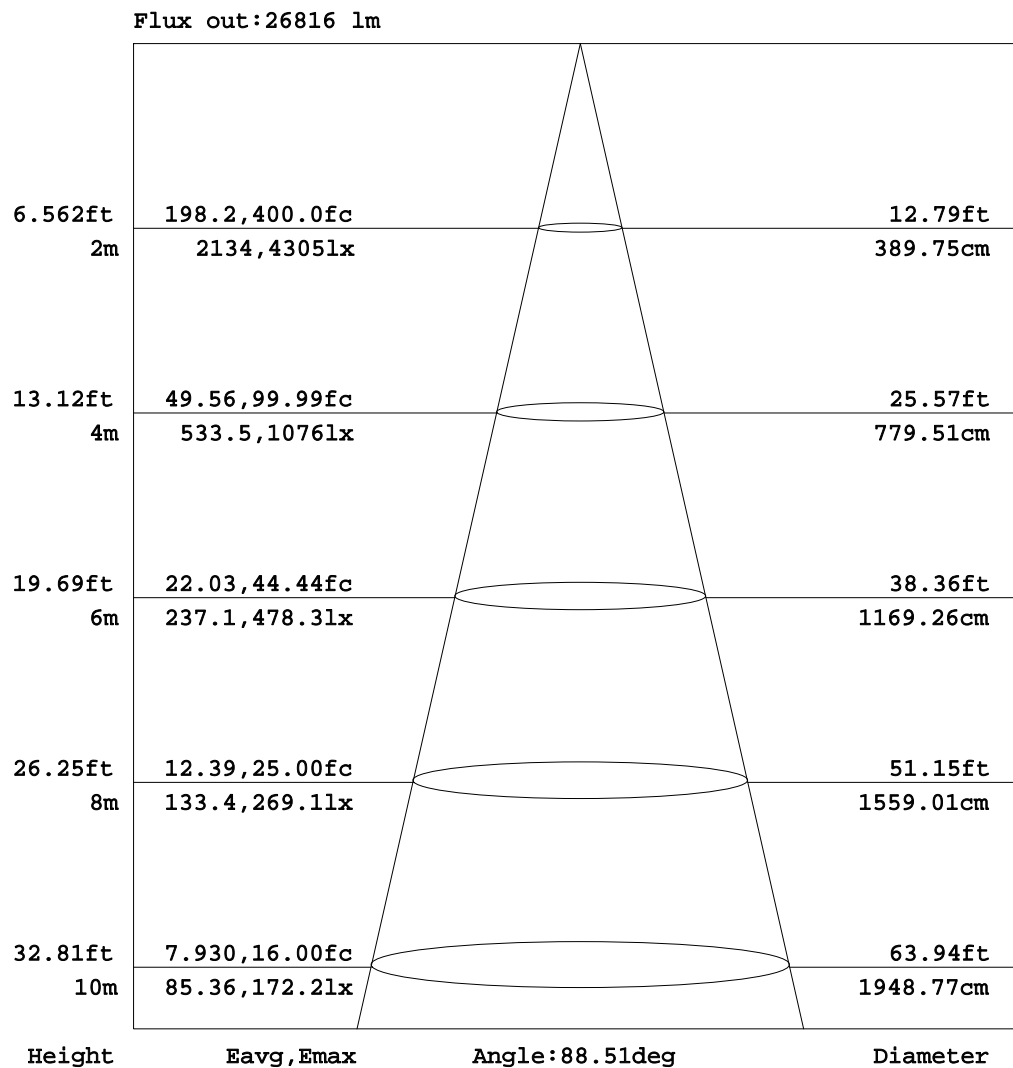 Flux out:26816 lm
6.562ft 198.2,400.0fc 12.79ft
2m 2134,4305lx 389.75cm
13.12ft 49.56,99.99fc 25.57ft
4m 533.5,1076lx 779.51cm
19.69ft 22.03,44.44fc 38.36ft
6m 237.1,478.3lx 1169.26cm
26.25ft 12.39,25.00fc 51.15ft
8m 133.4,269.1lx 1559.01cm
32.81ft 7.930,16.00fc 63.94ft
10m 85.36,172.2lx 1948.77cm
Height Eavg,Emax Angle:88.51deg Diameter